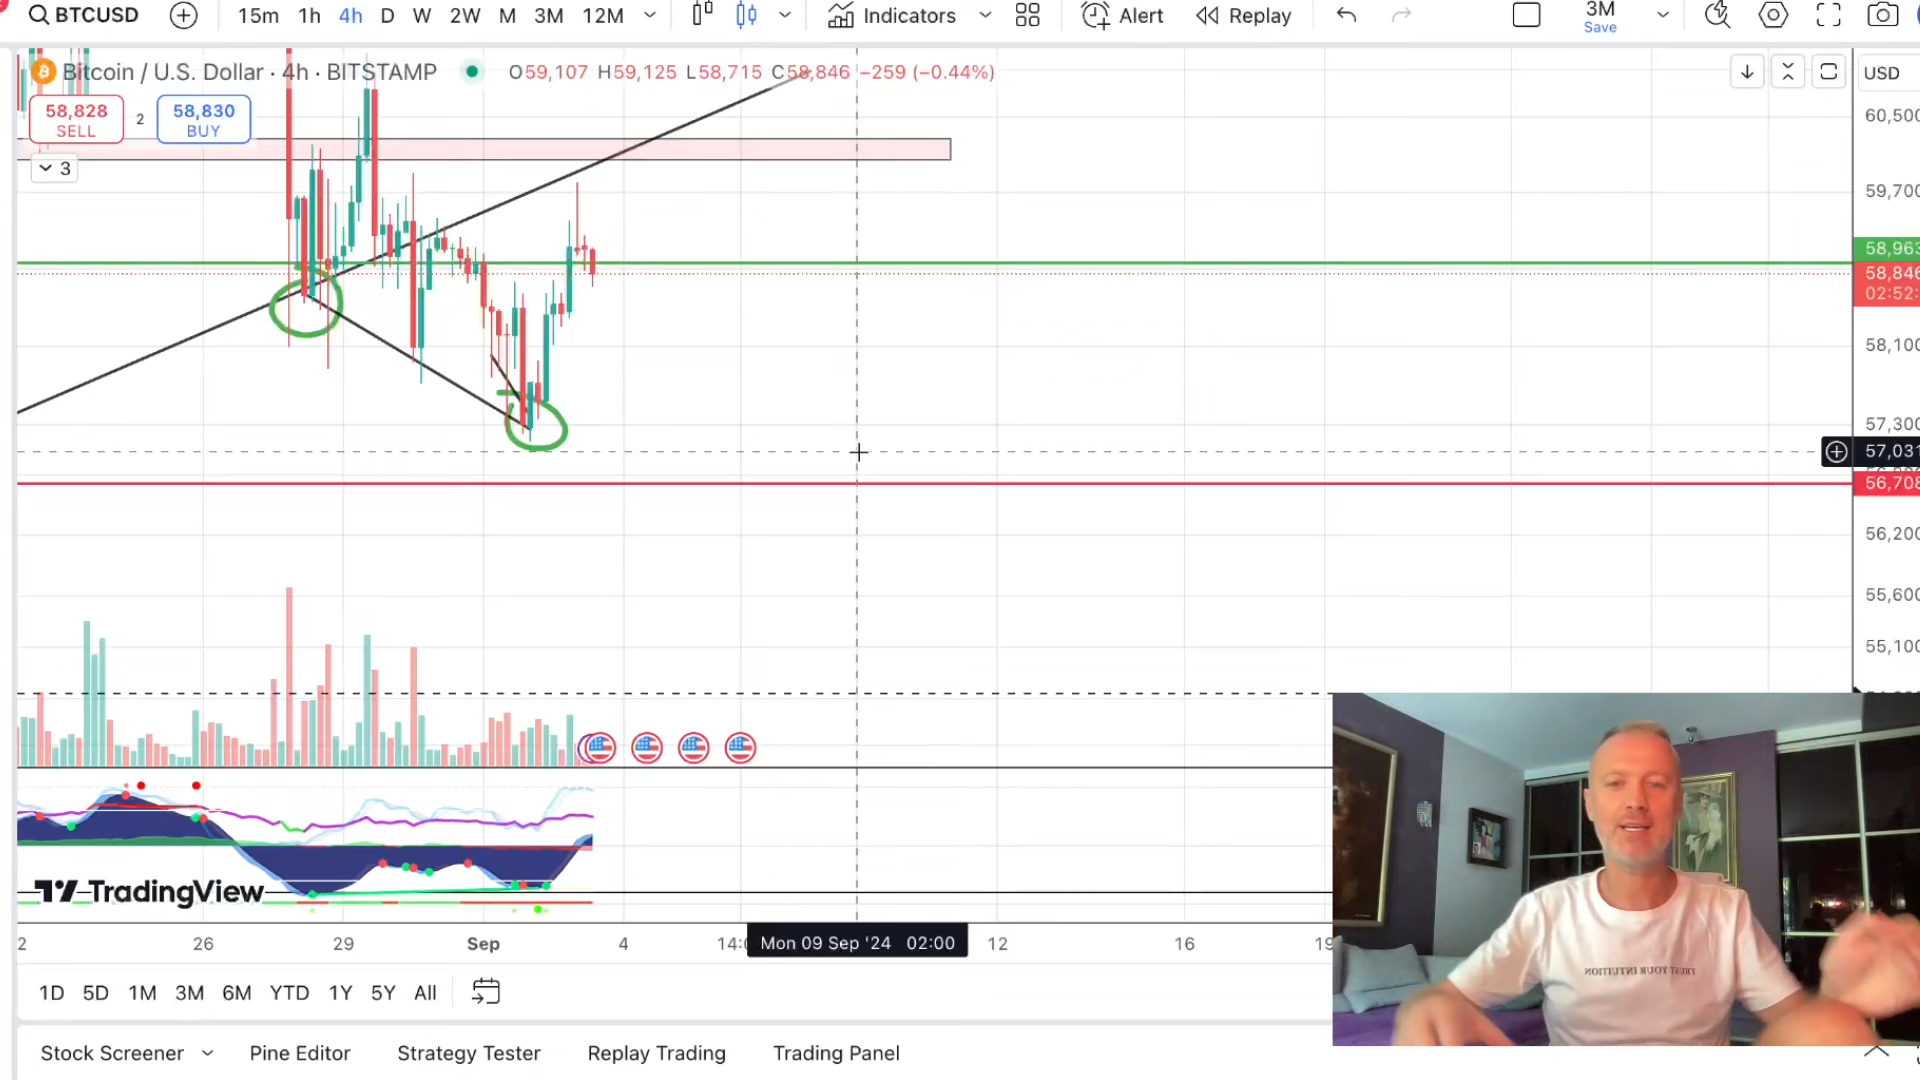 BTCUSD 15m 1h 4h D W 2W M 3M 12M Indicators Alert Replay 3M
Save
Bitcoin / U.S. Dollar · 4h · BITSTAMP O59,107 H59,125 L58,715 C58,846 −259 (−0.44%) USD
58,828 2 58,830
SELL BUY
3
60,500
59,700
58,963
58,846
02:52:
58,100
57,300
57,031
56,708
56,200
55,600
55,100
TradingView
TRUST YOUR INTUITION
2 26 29 Sep 4 14:0 Mon 09 Sep '24 02:00 12 16 19
1D 5D 1M 3M 6M YTD 1Y 5Y All
Stock Screener Pine Editor Strategy Tester Replay Trading Trading Panel